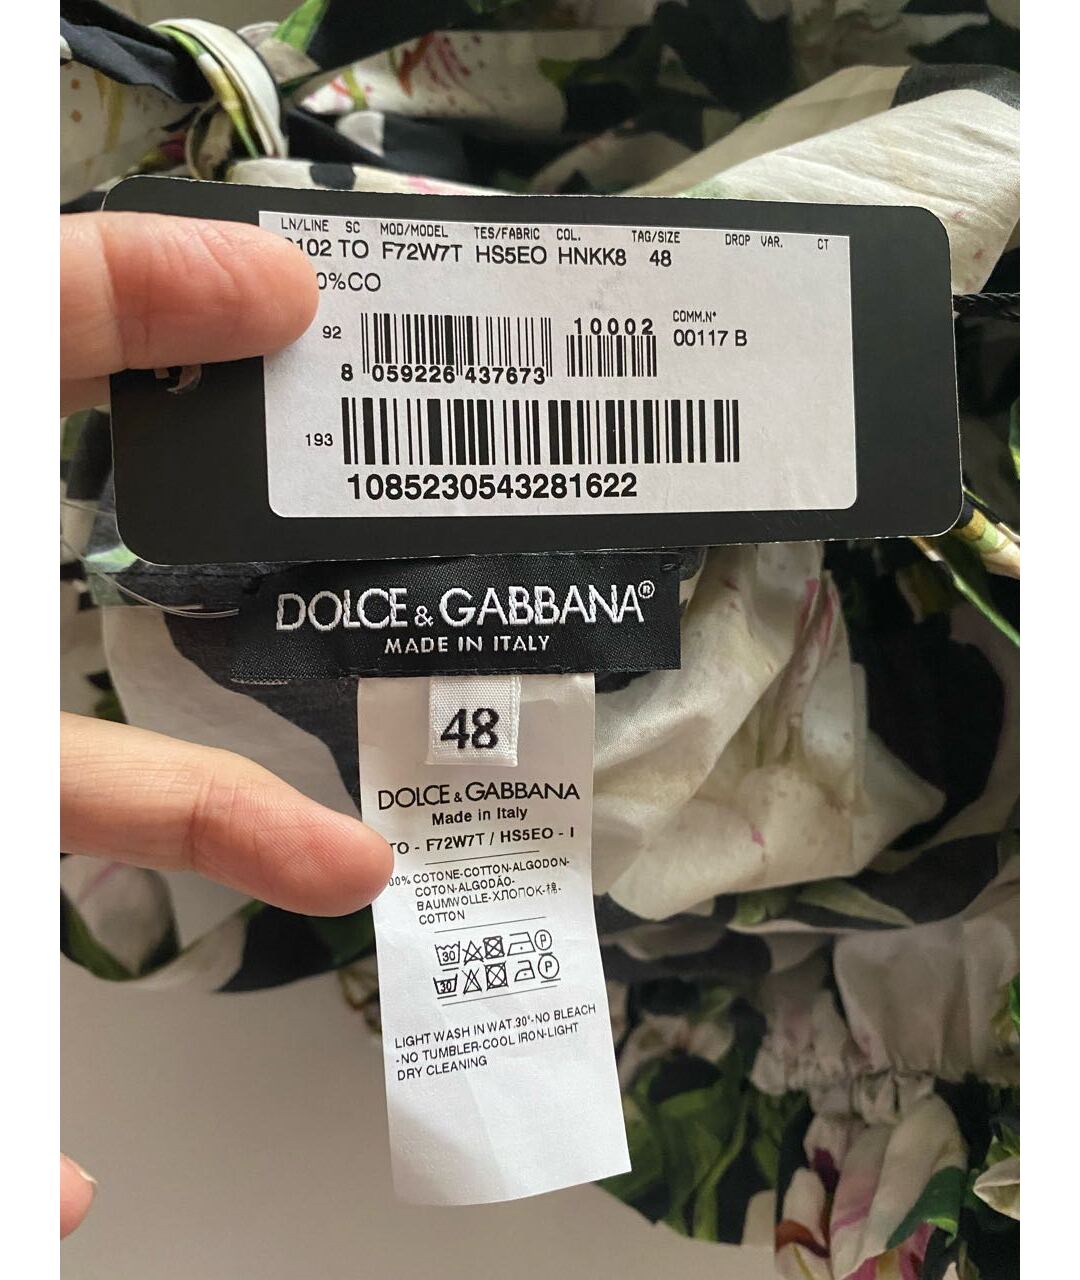 LN/LINE SC MOD/MODEL TES/FABRIC COL. TAG/SIZE DROP VAR. CT
102 TO F72W7T HS5EO HNKK8 48
0%CO
92
10002
COMM.N°
00117 B
8 059226 437673
193
1085230543281622
DOLCE & GABBANA®
MADE IN ITALY
48
DOLCE & GABBANA
Made in Italy
TO - F72W7T / HS5EO - I
00% COTONE-COTTON-ALGODON-
COTON-ALGODÃO-
BAUMWOLLE-ХЛОПОК-棉-
COTTON
30 P
30 P
LIGHT WASH IN WAT.30°-NO BLEACH
-NO TUMBLER-COOL IRON-LIGHT
DRY CLEANING